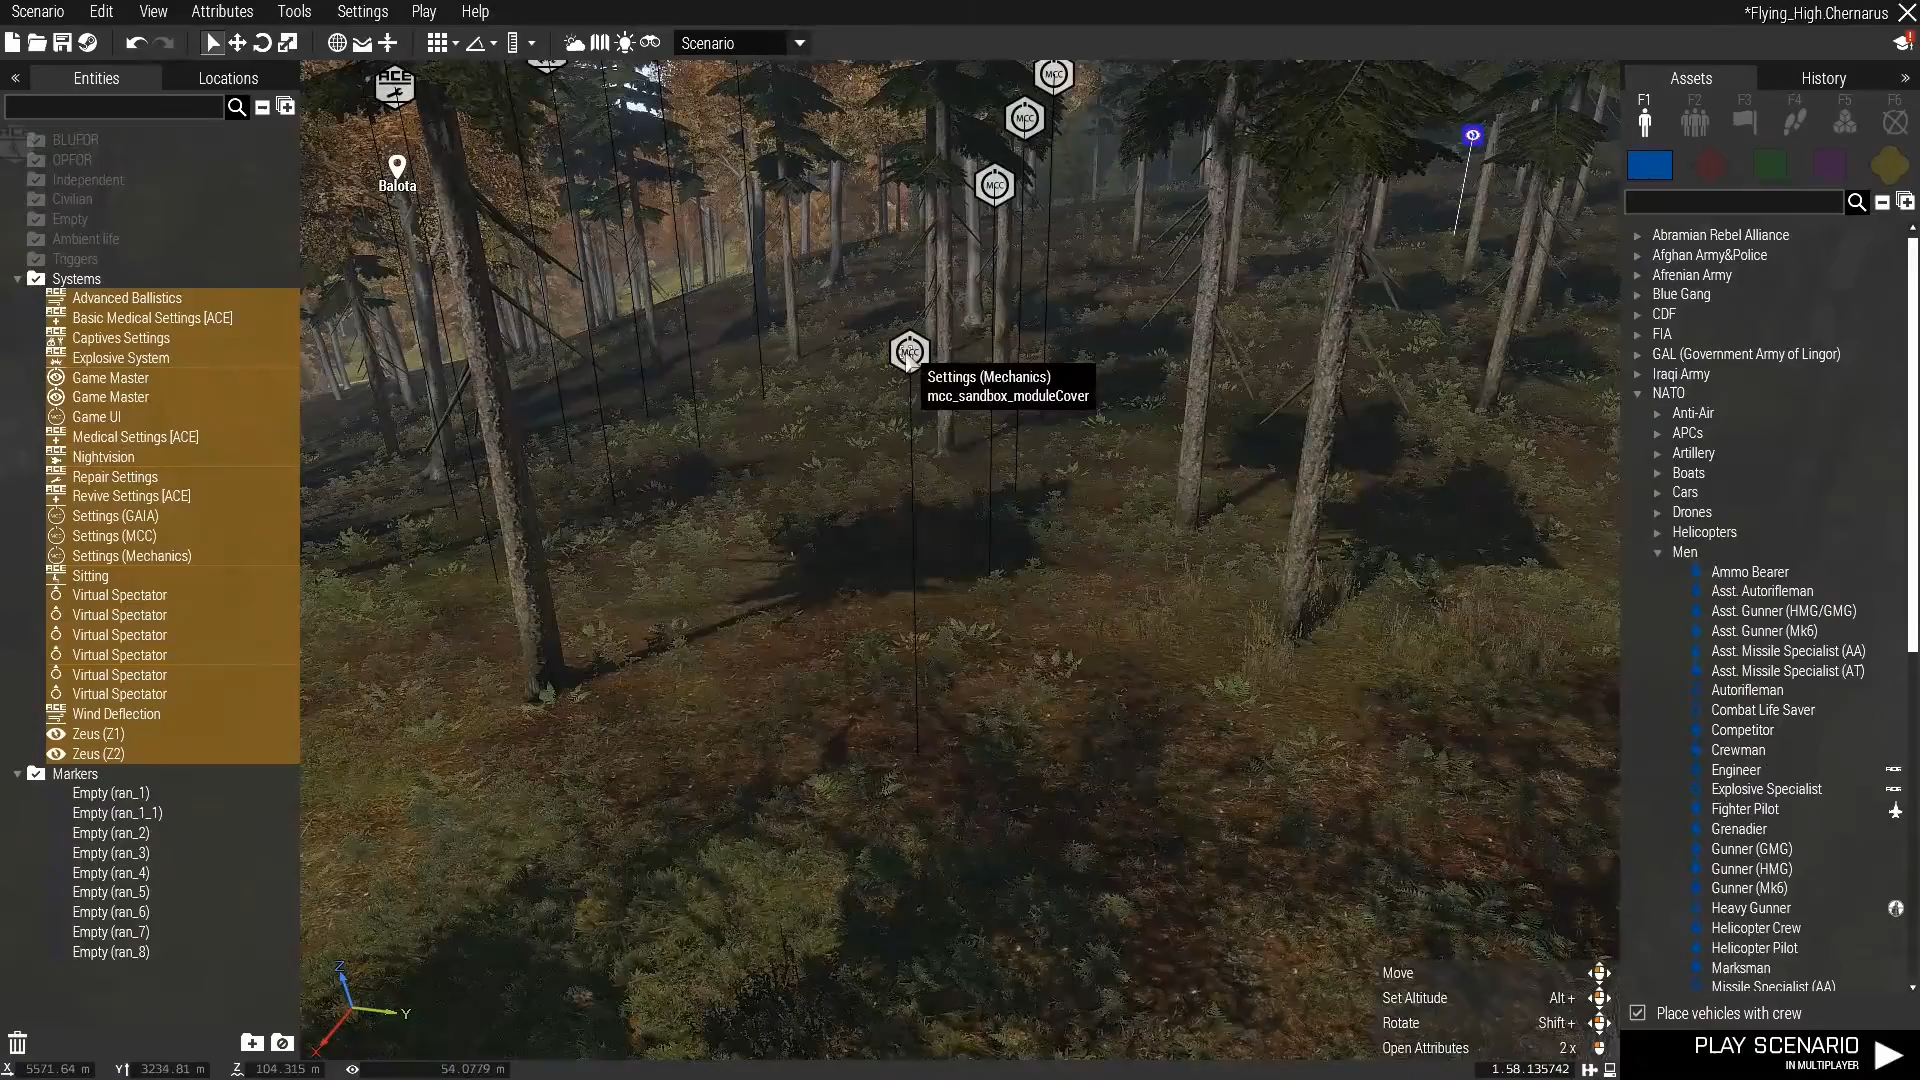 Scenario Edit View Attributes Tools Settings Play Help
*Flying_High.Chernarus
Scenario
Entities Locations
BLUFOR
OPFOR
Independent
Civilian
Empty
Ambient life
Triggers
Systems
Advanced Ballistics
Basic Medical Settings [ACE]
Captives Settings
Explosive System
Game Master
Game Master
Game UI
Medical Settings [ACE]
Nightvision
Repair Settings
Revive Settings [ACE]
Settings (GAIA)
Settings (MCC)
Settings (Mechanics)
Sitting
Virtual Spectator
Virtual Spectator
Virtual Spectator
Virtual Spectator
Virtual Spectator
Virtual Spectator
Wind Deflection
Zeus (Z1)
Zeus (Z2)
Markers
Empty (ran_1)
Empty (ran_1_1)
Empty (ran_2)
Empty (ran_3)
Empty (ran_4)
Empty (ran_5)
Empty (ran_6)
Empty (ran_7)
Empty (ran_8)
ACE
Balota
MCC
MCC
MCC
MCC
Settings (Mechanics)
mcc_sandbox_moduleCover
Z
Y
X
Move
Set Altitude Alt +
Rotate Shift +
Open Attributes 2 x
Assets History
F1 F2 F3 F4 F5 F6
Abramian Rebel Alliance
Afghan Army&Police
Afrenian Army
Blue Gang
CDF
FIA
GAL (Government Army of Lingor)
Iraqi Army
NATO
Anti-Air
APCs
Artillery
Boats
Cars
Drones
Helicopters
Men
Ammo Bearer
Asst. Autorifleman
Asst. Gunner (HMG/GMG)
Asst. Gunner (Mk6)
Asst. Missile Specialist (AA)
Asst. Missile Specialist (AT)
Autorifleman
Combat Life Saver
Competitor
Crewman
Engineer
Explosive Specialist
Fighter Pilot
Grenadier
Gunner (GMG)
Gunner (HMG)
Gunner (Mk6)
Heavy Gunner
Helicopter Crew
Helicopter Pilot
Marksman
Missile Specialist (AA)
Place vehicles with crew
PLAY SCENARIO
IN MULTIPLAYER
X 5571.64 m Y 3234.81 m Z 104.315 m 54.0779 m 1.58.135742